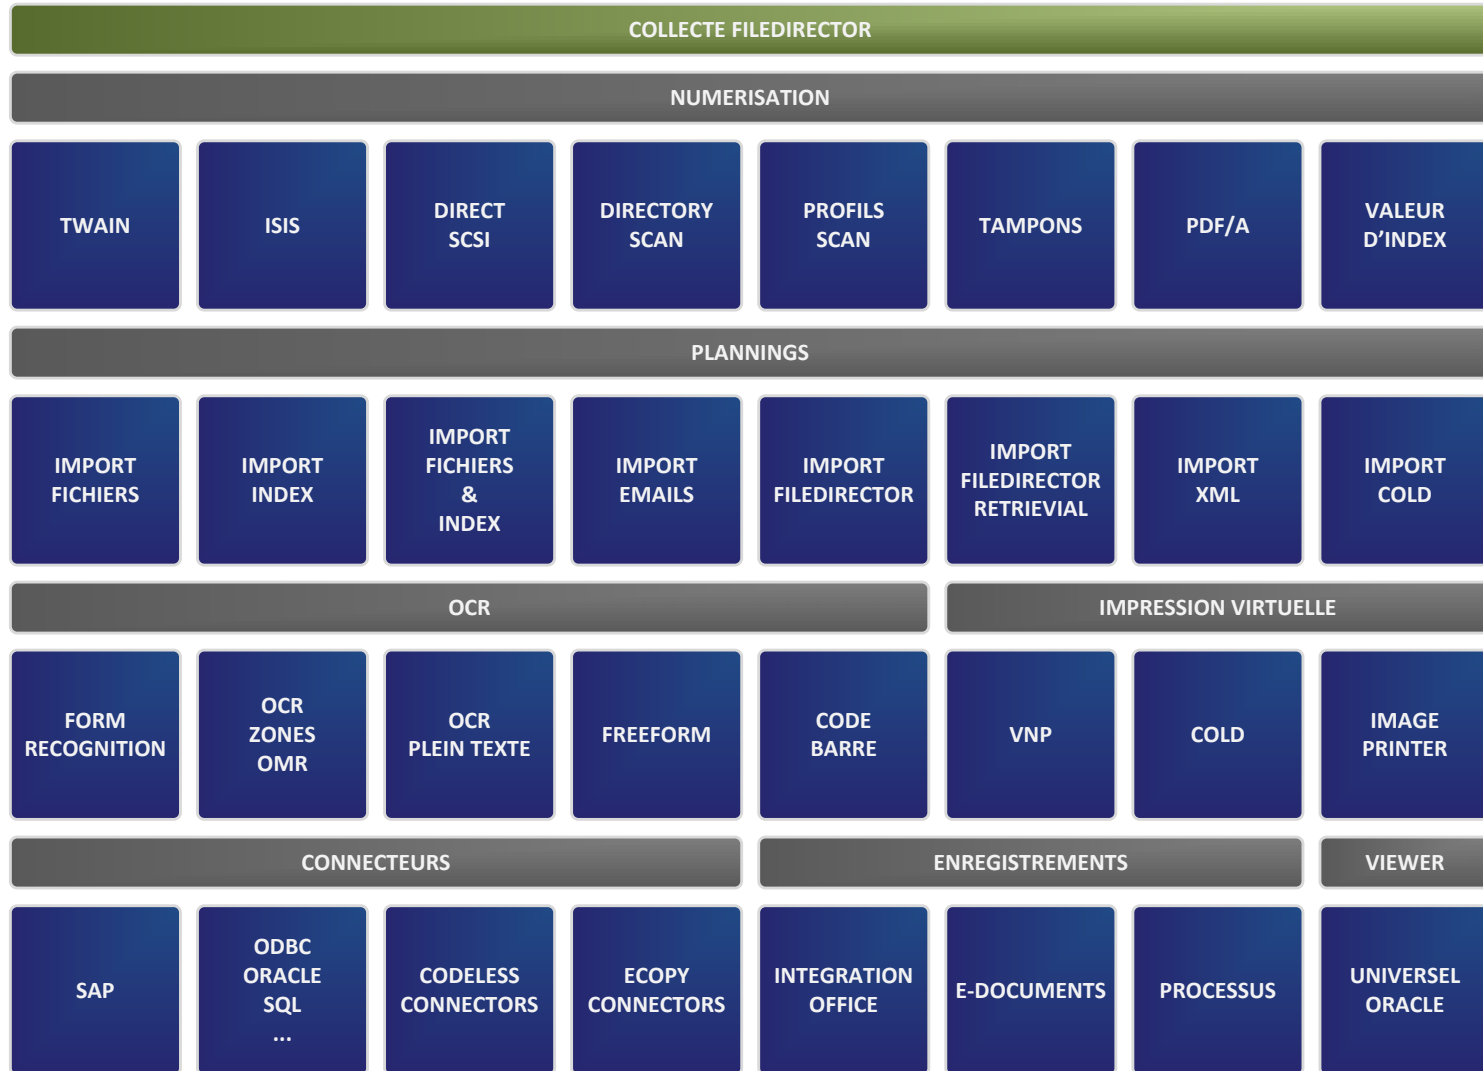 COLLECTE FILEDIRECTOR
NUMERISATION
TWAIN
ISIS
DIRECT
SCSI
DIRECTORY
SCAN
PROFILS
SCAN
TAMPONS
PDF/A
VALEUR
D’INDEX
PLANNINGS
IMPORT
FICHIERS
IMPORT
INDEX
IMPORT
FICHIERS
&
INDEX
IMPORT
EMAILS
IMPORT
FILEDIRECTOR
IMPORT
FILEDIRECTOR
RETRIEVIAL
IMPORT
XML
IMPORT
COLD
OCR
IMPRESSION VIRTUELLE
FORM
RECOGNITION
OCR
ZONES
OMR
OCR
PLEIN TEXTE
FREEFORM
CODE
BARRE
VNP
COLD
IMAGE
PRINTER
CONNECTEURS
ENREGISTREMENTS
VIEWER
SAP
ODBC
ORACLE
SQL
...
CODELESS
CONNECTORS
ECOPY
CONNECTORS
INTEGRATION
OFFICE
E-DOCUMENTS
PROCESSUS
UNIVERSEL
ORACLE